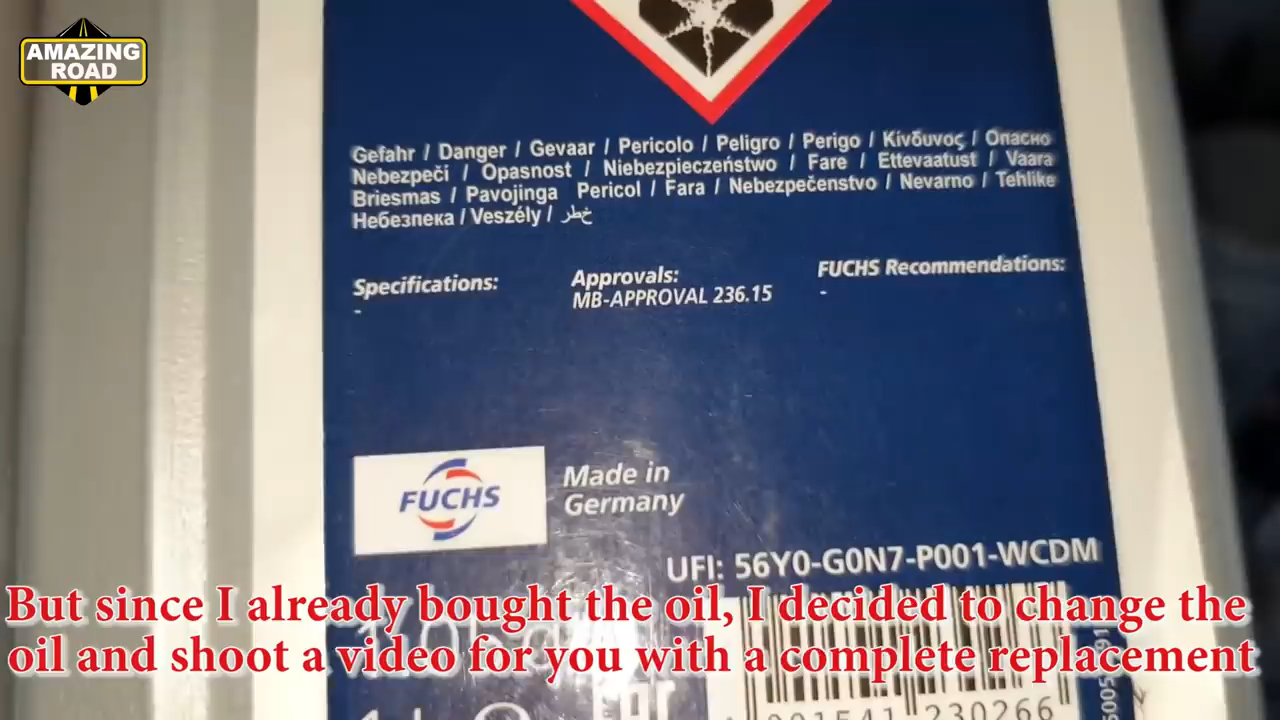 AMAZING
ROAD
Gefahr / Danger / Gevaar / Pericolo / Peligro / Perigo / Κίνδυνος / Опасно
Nebezpeči / Opasnost / Niebezpieczeństwo / Fare / Ettevaatust / Vaara
Briesmas / Pavojinga Pericol / Fara / Nebezpečenstvo / Nevarno / Tehlike
Небезпека / Veszély / خطر
Specifications:
-
Approvals:
MB-APPROVAL 236.15
FUCHS Recommendations:
-
FUCHS
Made in
Germany
UFI: 56Y0-G0N7-P001-WCDM
But since I already bought the oil, I decided to change the
oil and shoot a video for you with a complete replacement
001541 230266